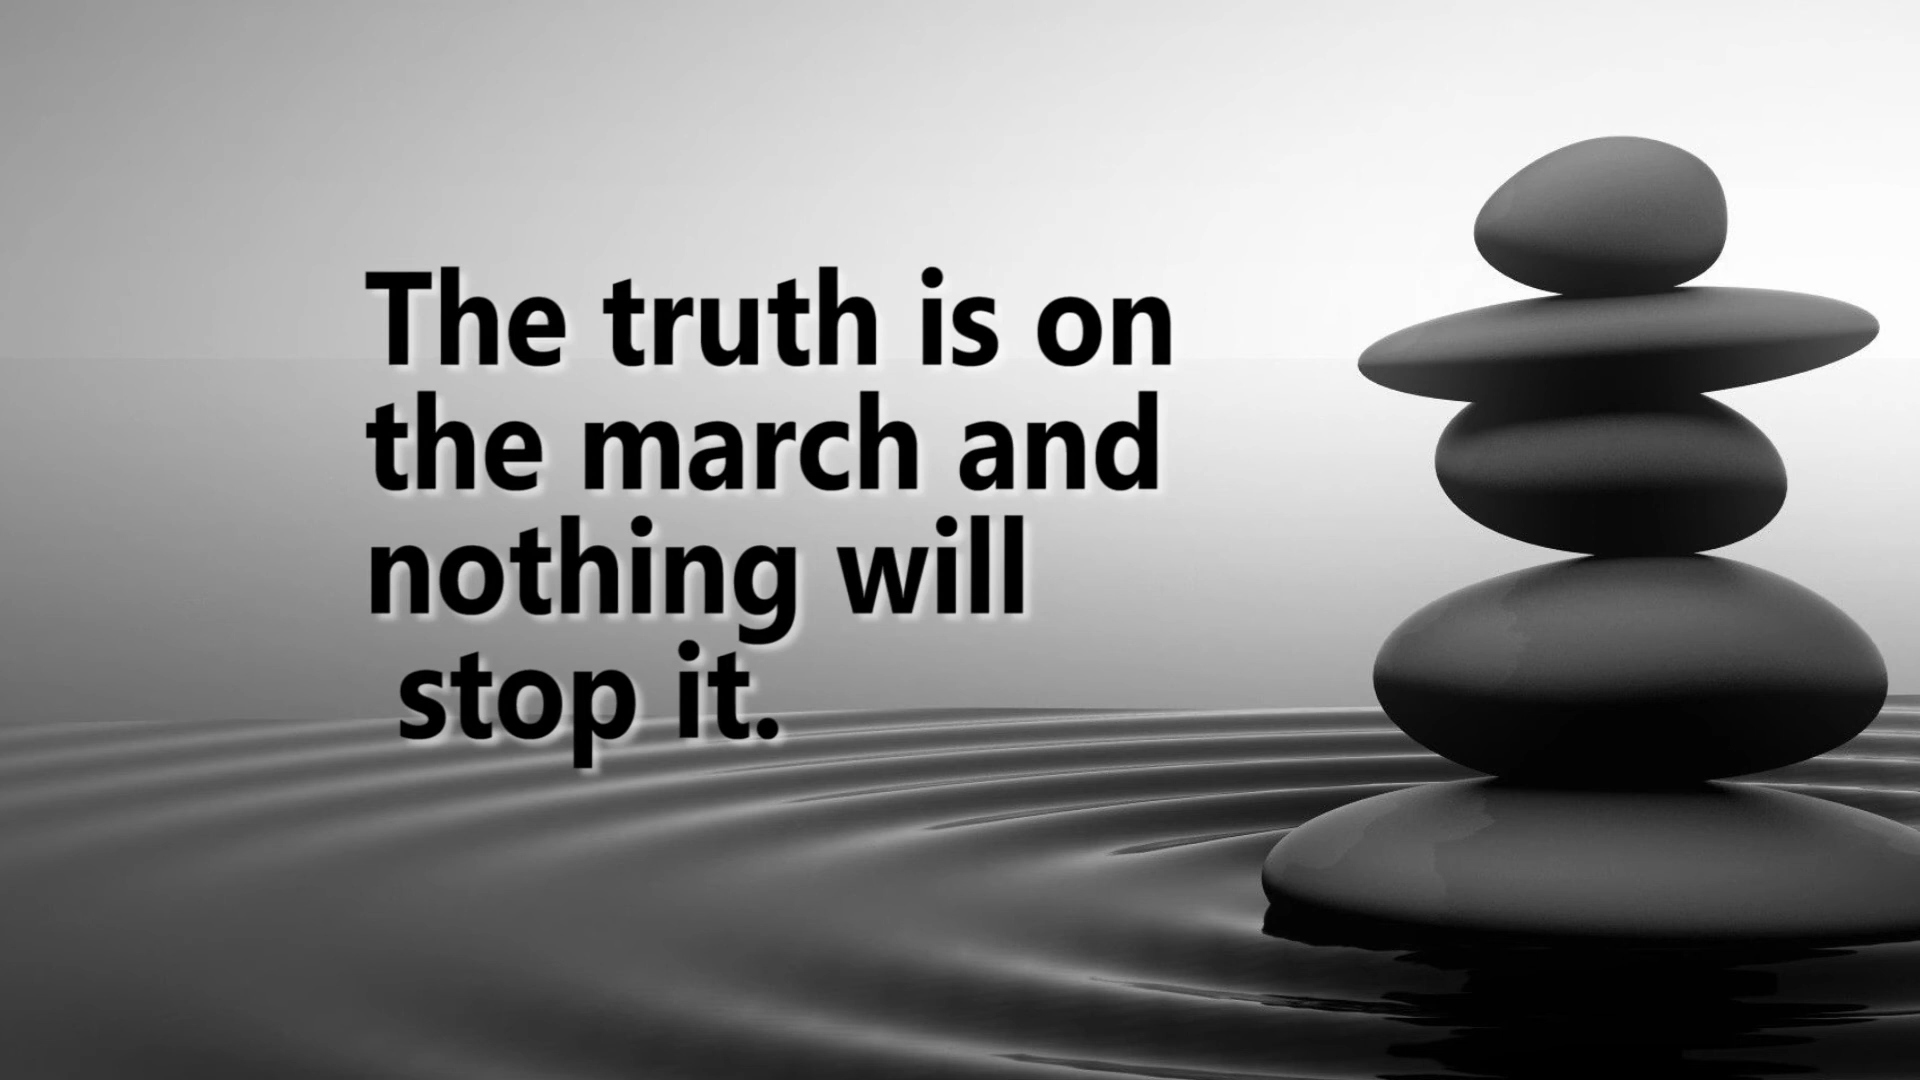 The truth is on
the march and
nothing will
stop it.